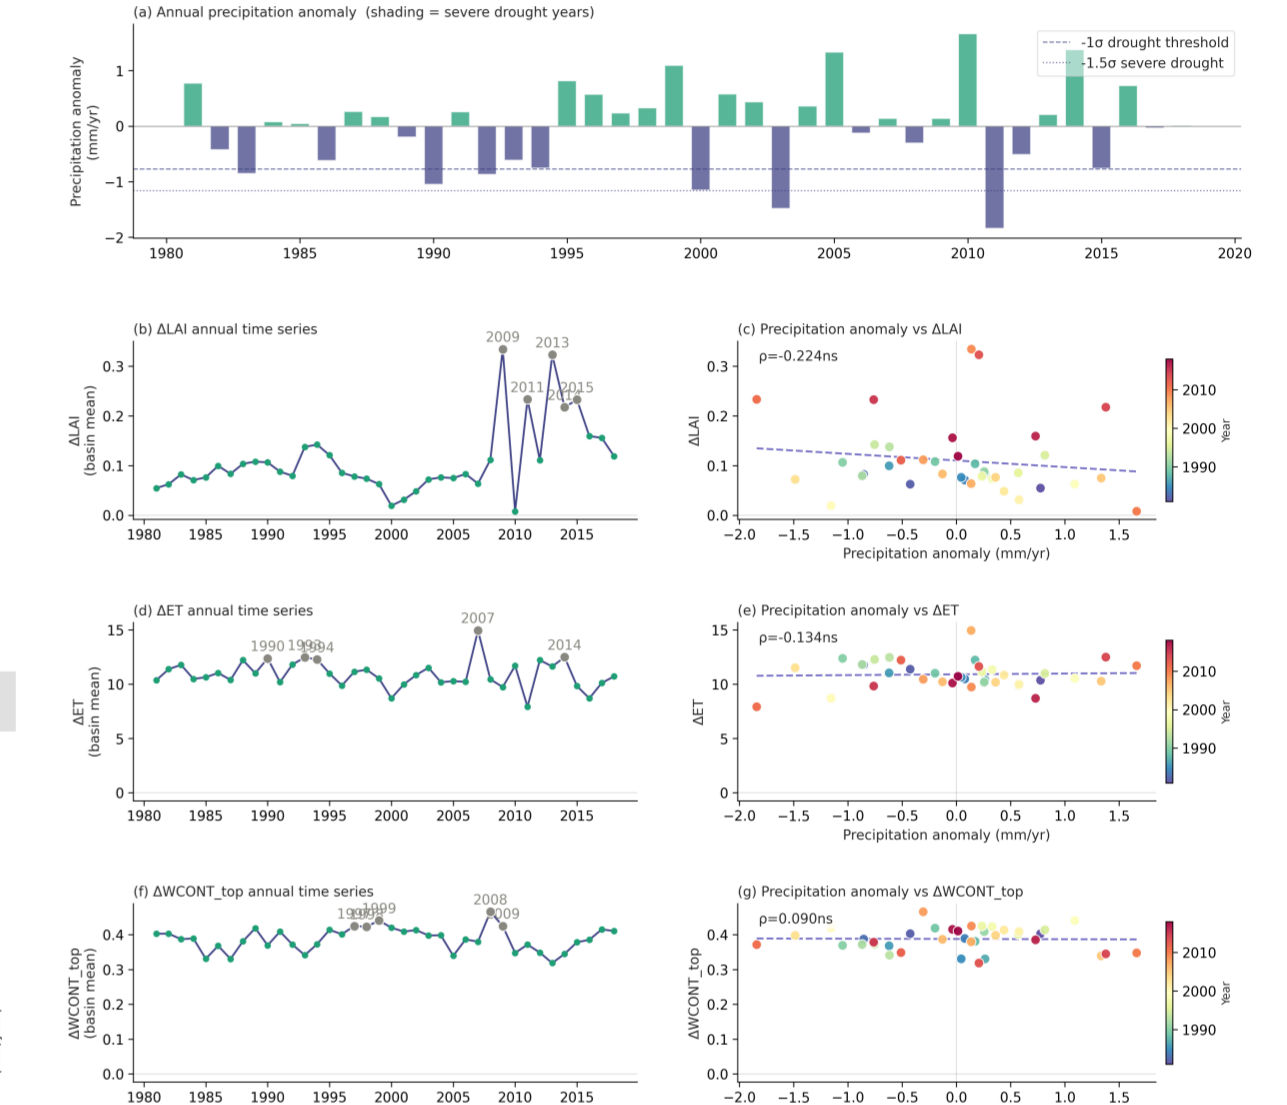 (a) Annual precipitation anomaly  (shading = severe drought years)
Precipitation anomaly
(mm/yr)
1
0
−1
−2
-1σ drought threshold
-1.5σ severe drought
1980 1985 1990 1995 2000 2005 2010 2015 2020
(b) ΔLAI annual time series
ΔLAI
(basin mean)
0.3
0.2
0.1
0.0
2009
2013
2011
2014
2015
1980 1985 1990 1995 2000 2005 2010 2015
(c) Precipitation anomaly vs ΔLAI
ρ=-0.224ns
ΔLAI
0.3
0.2
0.1
0.0
−2.0 −1.5 −1.0 −0.5 0.0 0.5 1.0 1.5
Precipitation anomaly (mm/yr)
2010
2000
1990
Year
(d) ΔET annual time series
ΔET
(basin mean)
15
10
5
0
1990
1993
1994
2007
2014
1980 1985 1990 1995 2000 2005 2010 2015
(e) Precipitation anomaly vs ΔET
ρ=-0.134ns
ΔET
15
10
5
0
−2.0 −1.5 −1.0 −0.5 0.0 0.5 1.0 1.5
Precipitation anomaly (mm/yr)
2010
2000
1990
Year
(f) ΔWCONT_top annual time series
ΔWCONT_top
(basin mean)
0.4
0.3
0.2
0.1
0.0
1997
1998
1999
2008
2009
1980 1985 1990 1995 2000 2005 2010 2015
(g) Precipitation anomaly vs ΔWCONT_top
ρ=0.090ns
ΔWCONT_top
0.4
0.3
0.2
0.1
0.0
−2.0 −1.5 −1.0 −0.5 0.0 0.5 1.0 1.5
2010
2000
1990
Year